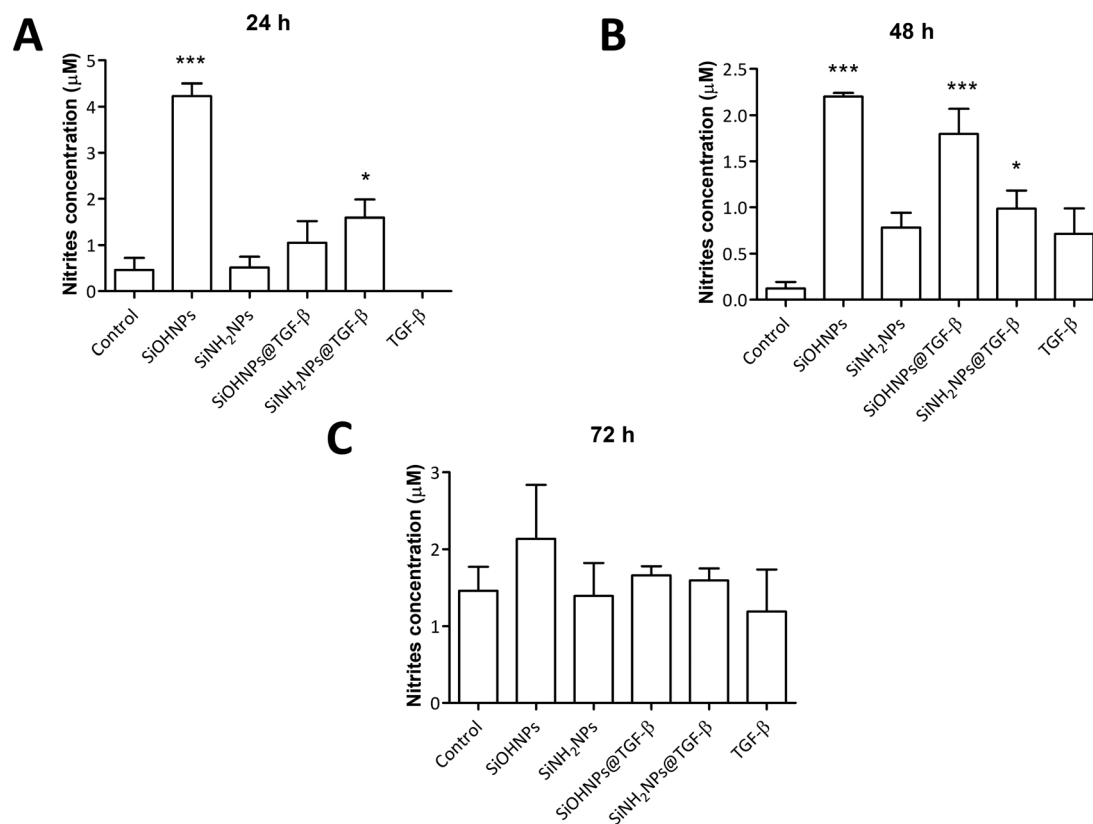 A
24 h
Nitrites concentration (μM)
5
4
3
2
1
0
***
*
Control
SiOHNPs
SiNH₂NPs
SiOHNPs@TGF-β
SiNH₂NPs@TGF-β
TGF-β
B
48 h
Nitrites concentration (μM)
2.5
2.0
1.5
1.0
0.5
0.0
***
***
*
Control
SiOHNPs
SiNH₂NPs
SiOHNPs@TGF-β
SiNH₂NPs@TGF-β
TGF-β
C
72 h
Nitrites concentration (μM)
3
2
1
0
Control
SiOHNPs
SiNH₂NPs
SiOHNPs@TGF-β
SiNH₂NPs@TGF-β
TGF-β